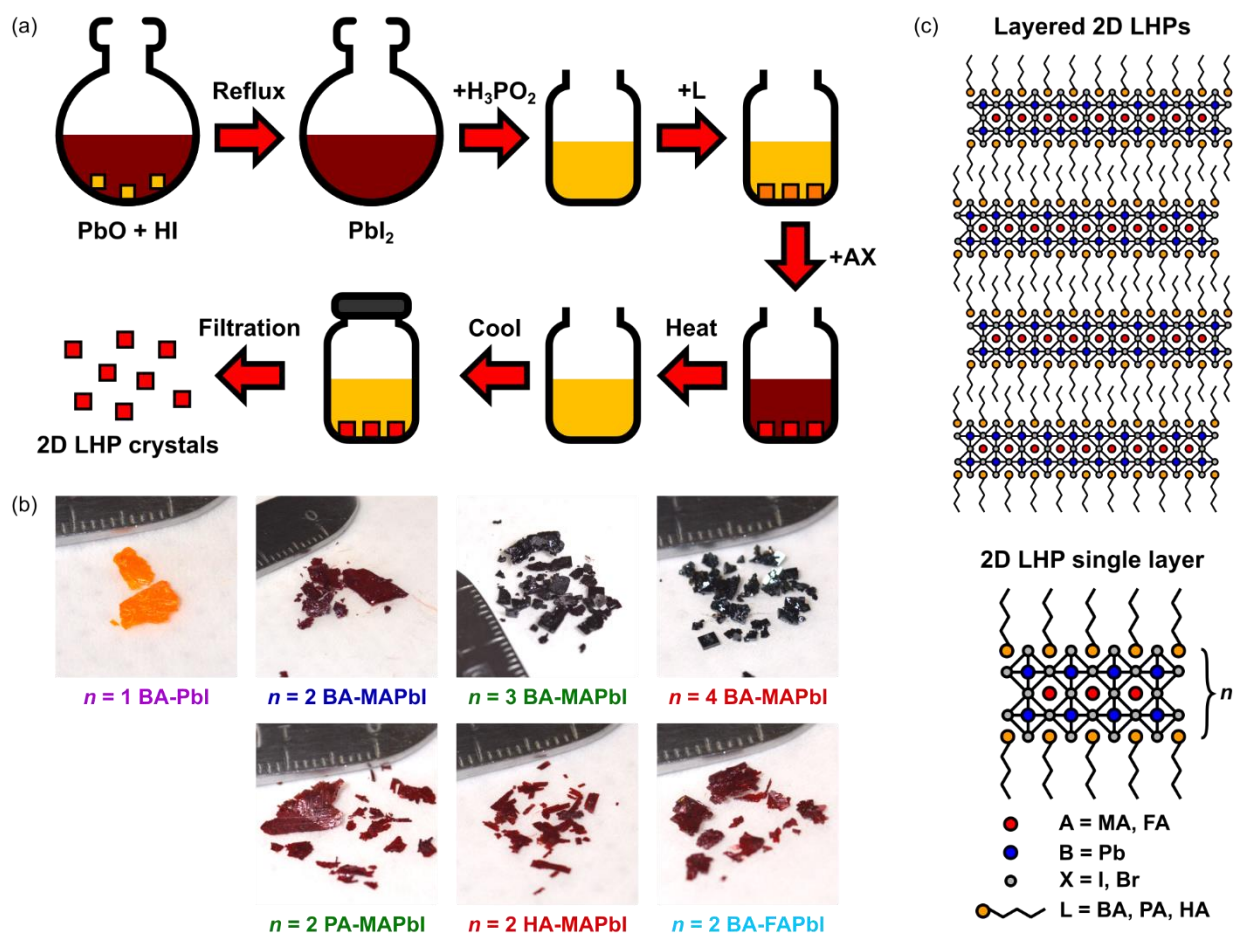 (a)
Reflux
+H₃PO₂
+L
PbO + HI
PbI₂
+AX
Filtration
Cool
Heat
2D LHP crystals
(b)
n = 1 BA-PbI
n = 2 BA-MAPbI
n = 3 BA-MAPbI
n = 4 BA-MAPbI
n = 2 PA-MAPbI
n = 2 HA-MAPbI
n = 2 BA-FAPbI
(c)
Layered 2D LHPs
2D LHP single layer
n
A = MA, FA
B = Pb
X = I, Br
L = BA, PA, HA